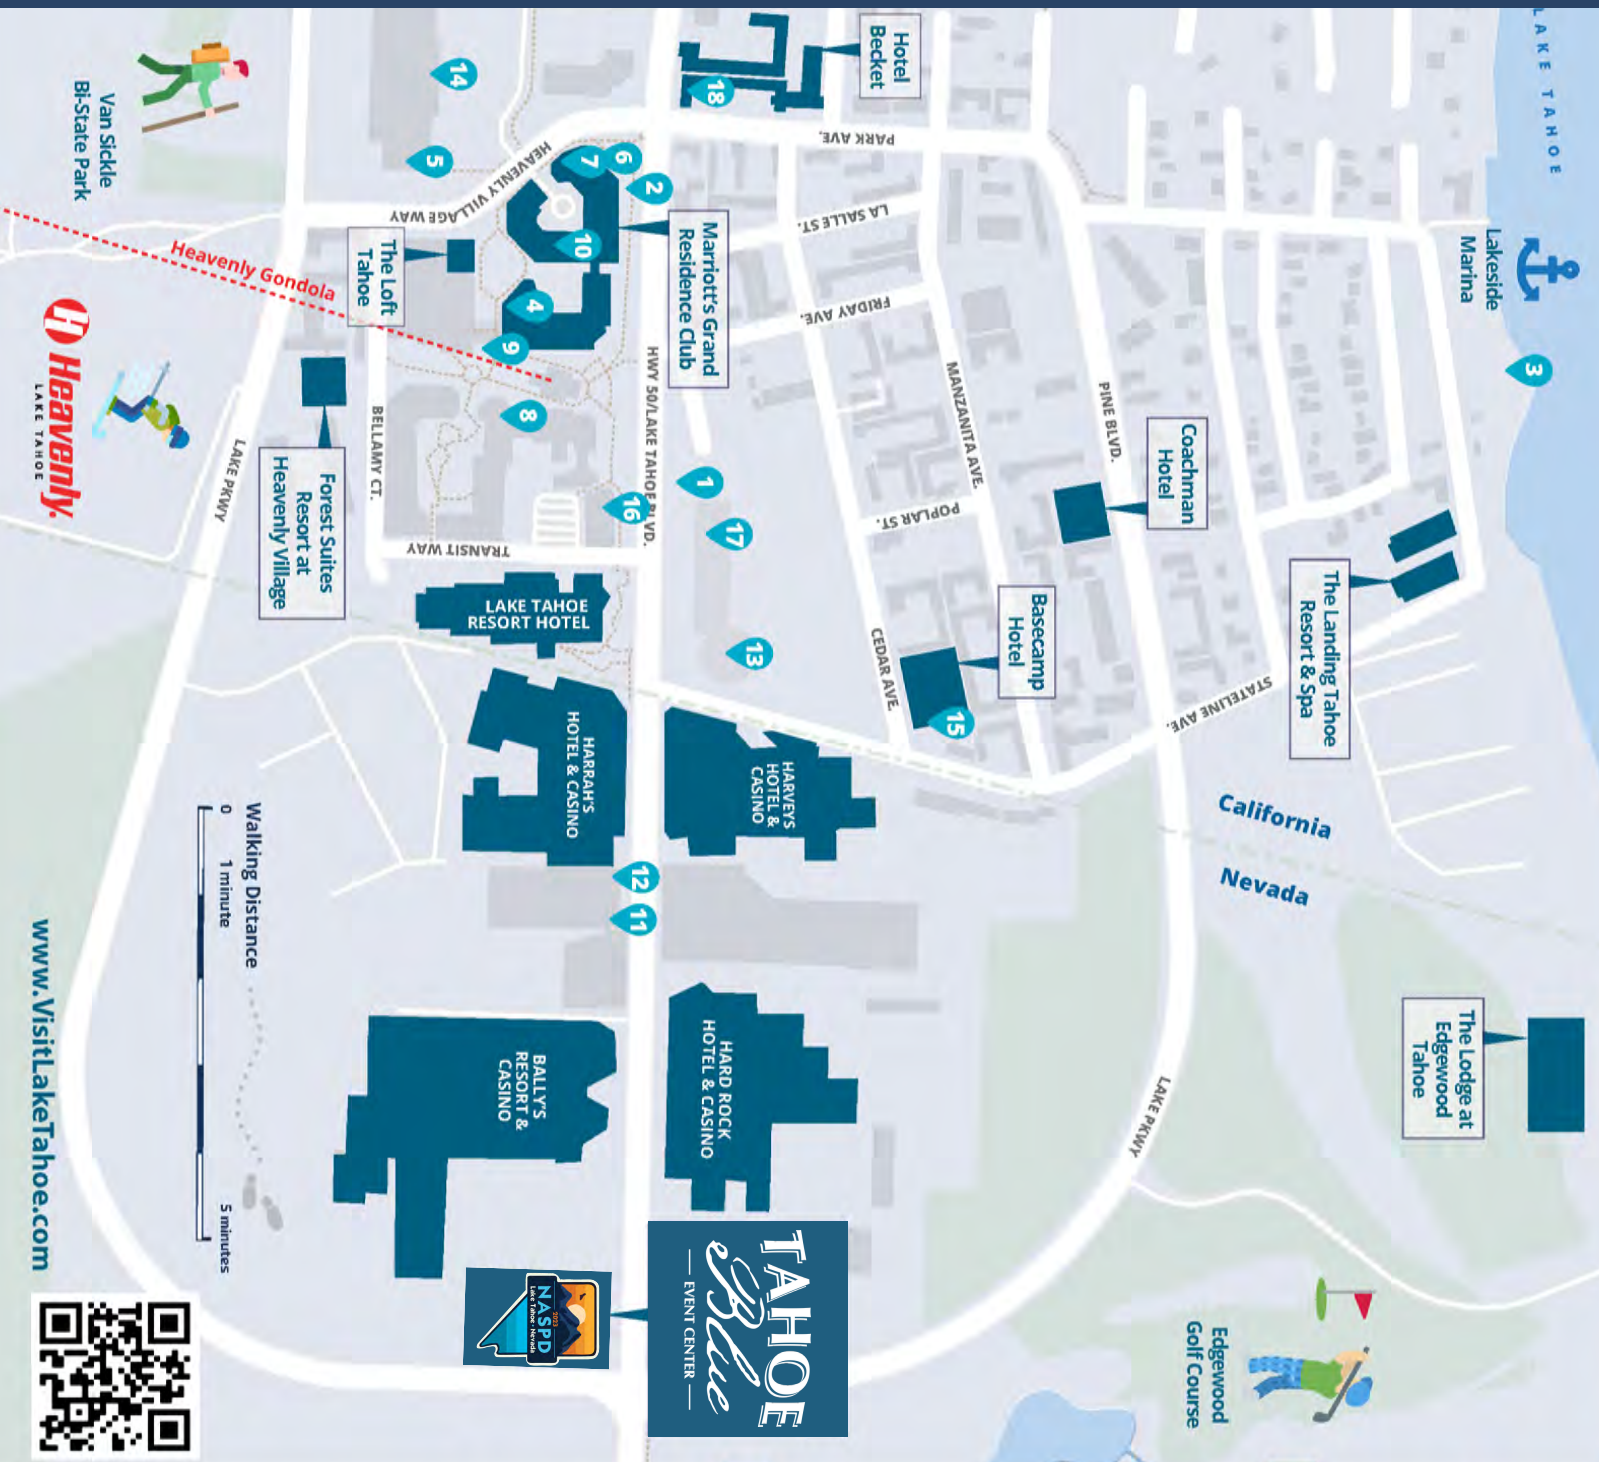 LAKE TAHOE
Hotel
Becket
14
18
Van Sickle
Bi-State Park
PARK AVE.
5
7
6
2
HEAVENLY VILLAGE WAY
LA SALLE ST.
Marriott's Grand
Residence Club
10
The Loft
Tahoe
Heavenly Gondola
Lakeside
Marina
4
FRIDAY AVE.
9
3
H
Heavenly.
LAKE TAHOE
8
HWY 50/LAKE TAHOE BLVD.
MANZANITA AVE.
PINE BLVD.
BELLAMY CT.
LAKE PKWY
Coachman
Hotel
1
16
17
POPLAR ST.
Forest Suites
Resort at
Heavenly Village
TRANSIT WAY
LAKE TAHOE
RESORT HOTEL
Basecamp
Hotel
The Landing Tahoe
Resort & Spa
13
CEDAR AVE.
15
STATELINE AVE.
HARRAH'S
HOTEL & CASINO
HARVEYS
HOTEL &
CASINO
California
Nevada
Walking Distance
0
1 minute
5 minutes
12
11
www.VisitLakeTahoe.com
BALLY'S
RESORT &
CASINO
HARD ROCK
HOTEL & CASINO
The Lodge at
Edgewood
Tahoe
LAKE PKWY
TAHOE
Blue
EVENT CENTER
2023
NASPD
Lake Tahoe - Nevada
Edgewood
Golf Course